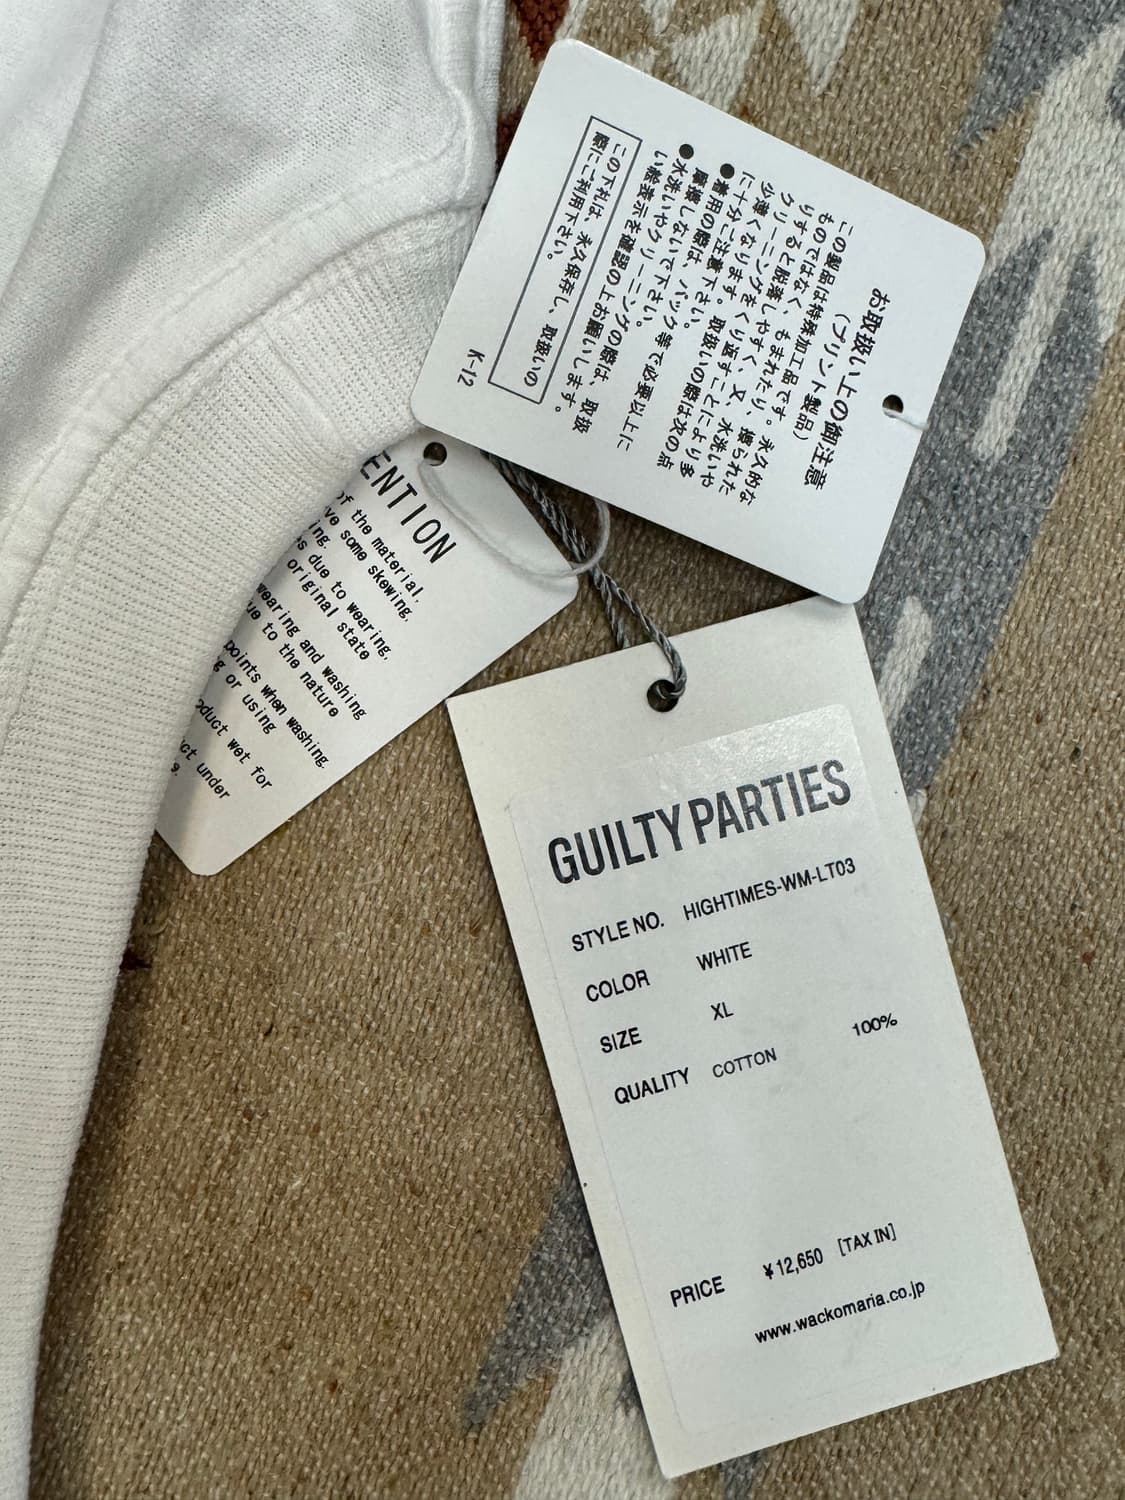 お取扱い上の御注意
(プリント製品)
この製品は特殊加工品です。永久的な
ものではなく、もまれたり、擦られた
りすると脱落しやすく、又、水洗いや
クリーニングをくり返すことにより多
少薄くなります。取扱いの際は次の点
に十分に注意下さい。
●着用の際は、バック等で必要以上に
摩擦しないで下さい。
●水洗いやクリーニングの際は、取扱
い絵表示を確認の上お願いします。
この下札は、永久保存し、取扱いの
際にご利用下さい。
K-12
ENTION
of the material,
ve some skewing,
ing.
s due to wearing,
original state
wearing and washing
ue to the nature
points when washing.
g or using
oduct wet for
ct under
s.
GUILTY PARTIES
STYLE NO. HIGHTIMES-WM-LT03
COLOR WHITE
SIZE XL
QUALITY COTTON 100%
PRICE ¥12,650 [TAX IN]
www.wackomaria.co.jp